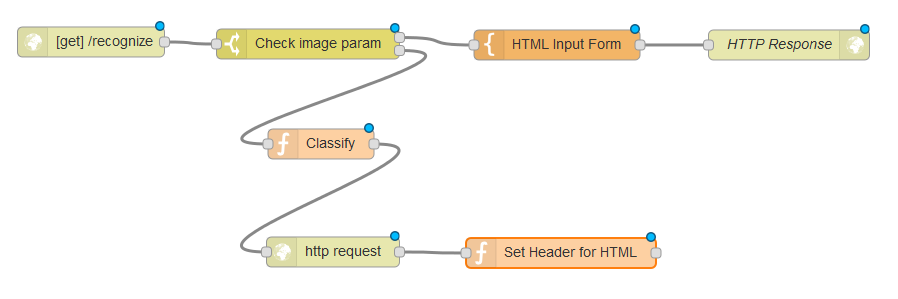 [get] /recognize
Check image param
HTML Input Form
HTTP Response
Classify
http request
Set Header for HTML